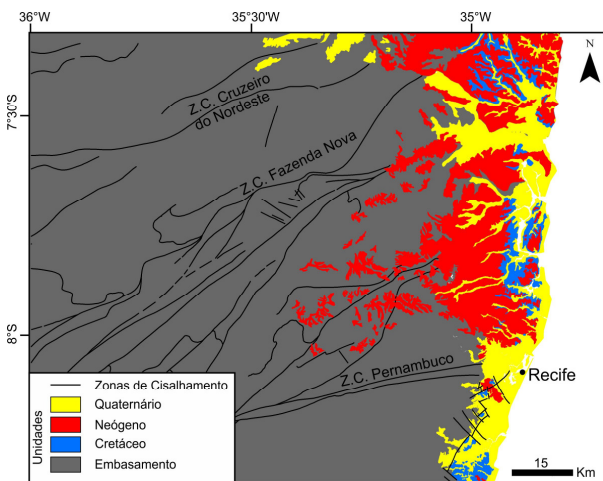 36°W
35°30'W
35°W
N
7°30'S
8°S
Z.C. Cruzeiro
do Nordeste
Z.C. Fazenda Nova
Z.C. Pernambuco
Recife
Unidades
Zonas de Cisalhamento
Quaternário
Neógeno
Cretáceo
Embasamento
15
Km